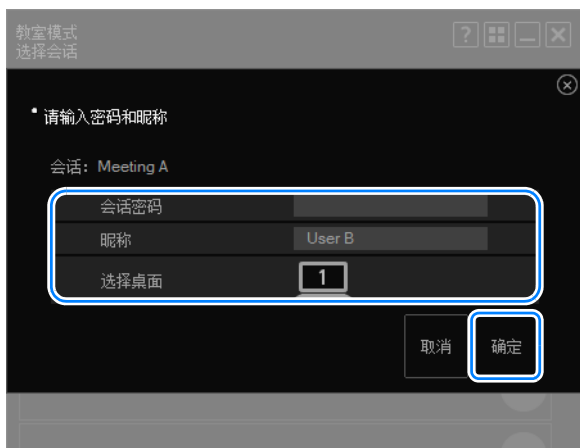 教室模式
选择会话
?
请输入密码和昵称
会话：Meeting A
会话密码
昵称 User B
选择桌面 1
取消 确定